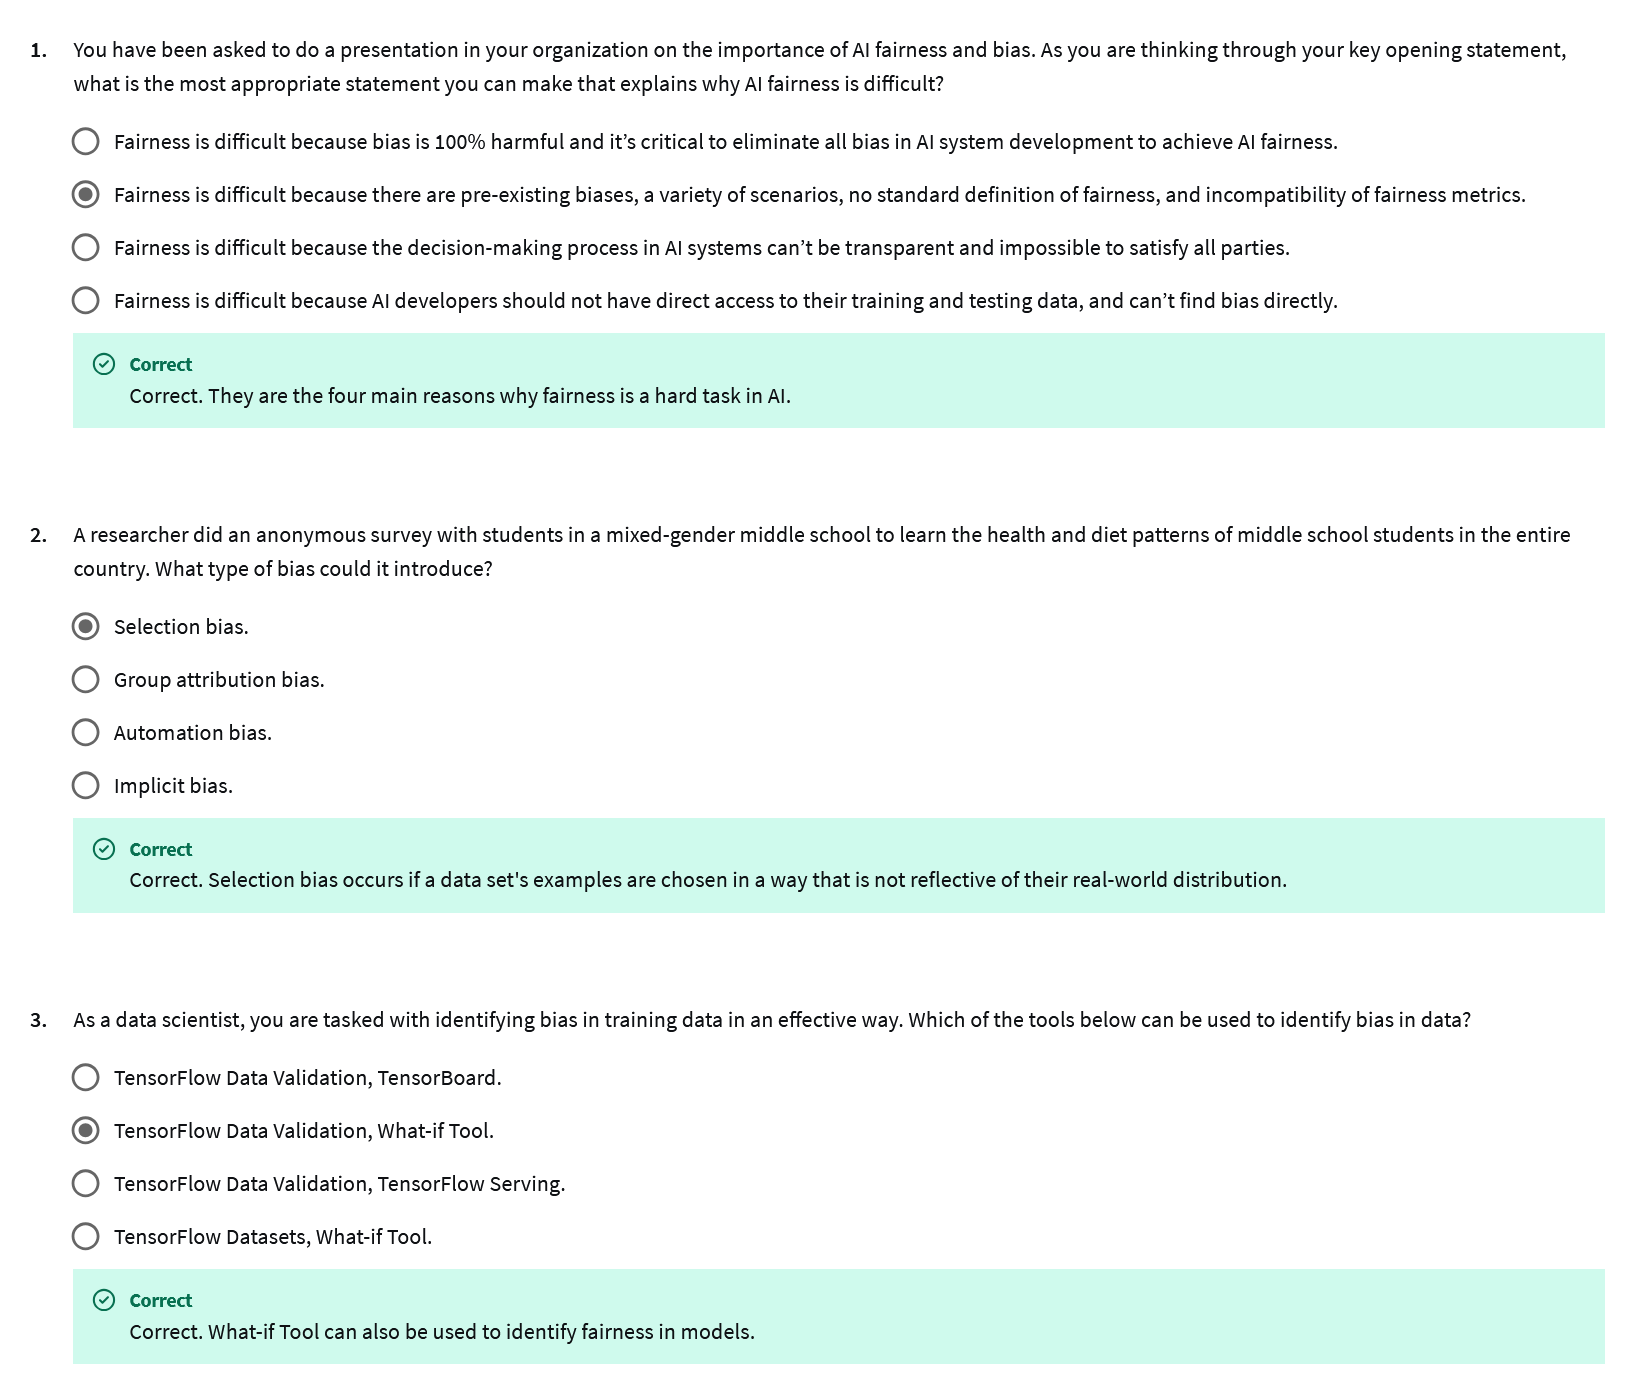 1. You have been asked to do a presentation in your organization on the importance of AI fairness and bias. As you are thinking through your key opening statement,
what is the most appropriate statement you can make that explains why AI fairness is difficult?
Fairness is difficult because bias is 100% harmful and it’s critical to eliminate all bias in AI system development to achieve AI fairness.
Fairness is difficult because there are pre-existing biases, a variety of scenarios, no standard definition of fairness, and incompatibility of fairness metrics.
Fairness is difficult because the decision-making process in AI systems can’t be transparent and impossible to satisfy all parties.
Fairness is difficult because AI developers should not have direct access to their training and testing data, and can’t find bias directly.
Correct
Correct. They are the four main reasons why fairness is a hard task in AI.
2. A researcher did an anonymous survey with students in a mixed-gender middle school to learn the health and diet patterns of middle school students in the entire
country. What type of bias could it introduce?
Selection bias.
Group attribution bias.
Automation bias.
Implicit bias.
Correct
Correct. Selection bias occurs if a data set's examples are chosen in a way that is not reflective of their real-world distribution.
3. As a data scientist, you are tasked with identifying bias in training data in an effective way. Which of the tools below can be used to identify bias in data?
TensorFlow Data Validation, TensorBoard.
TensorFlow Data Validation, What-if Tool.
TensorFlow Data Validation, TensorFlow Serving.
TensorFlow Datasets, What-if Tool.
Correct
Correct. What-if Tool can also be used to identify fairness in models.